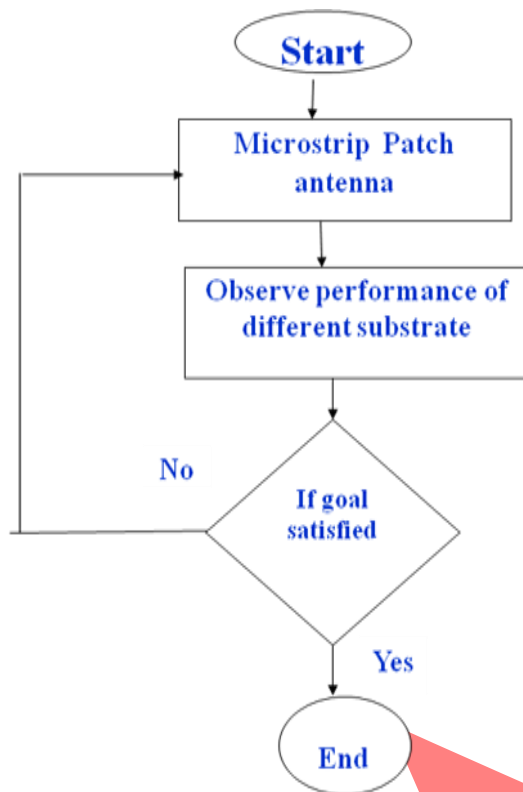 Start
Microstrip Patch
antenna
Observe performance of
different substrate
No
If goal
satisfied
Yes
End